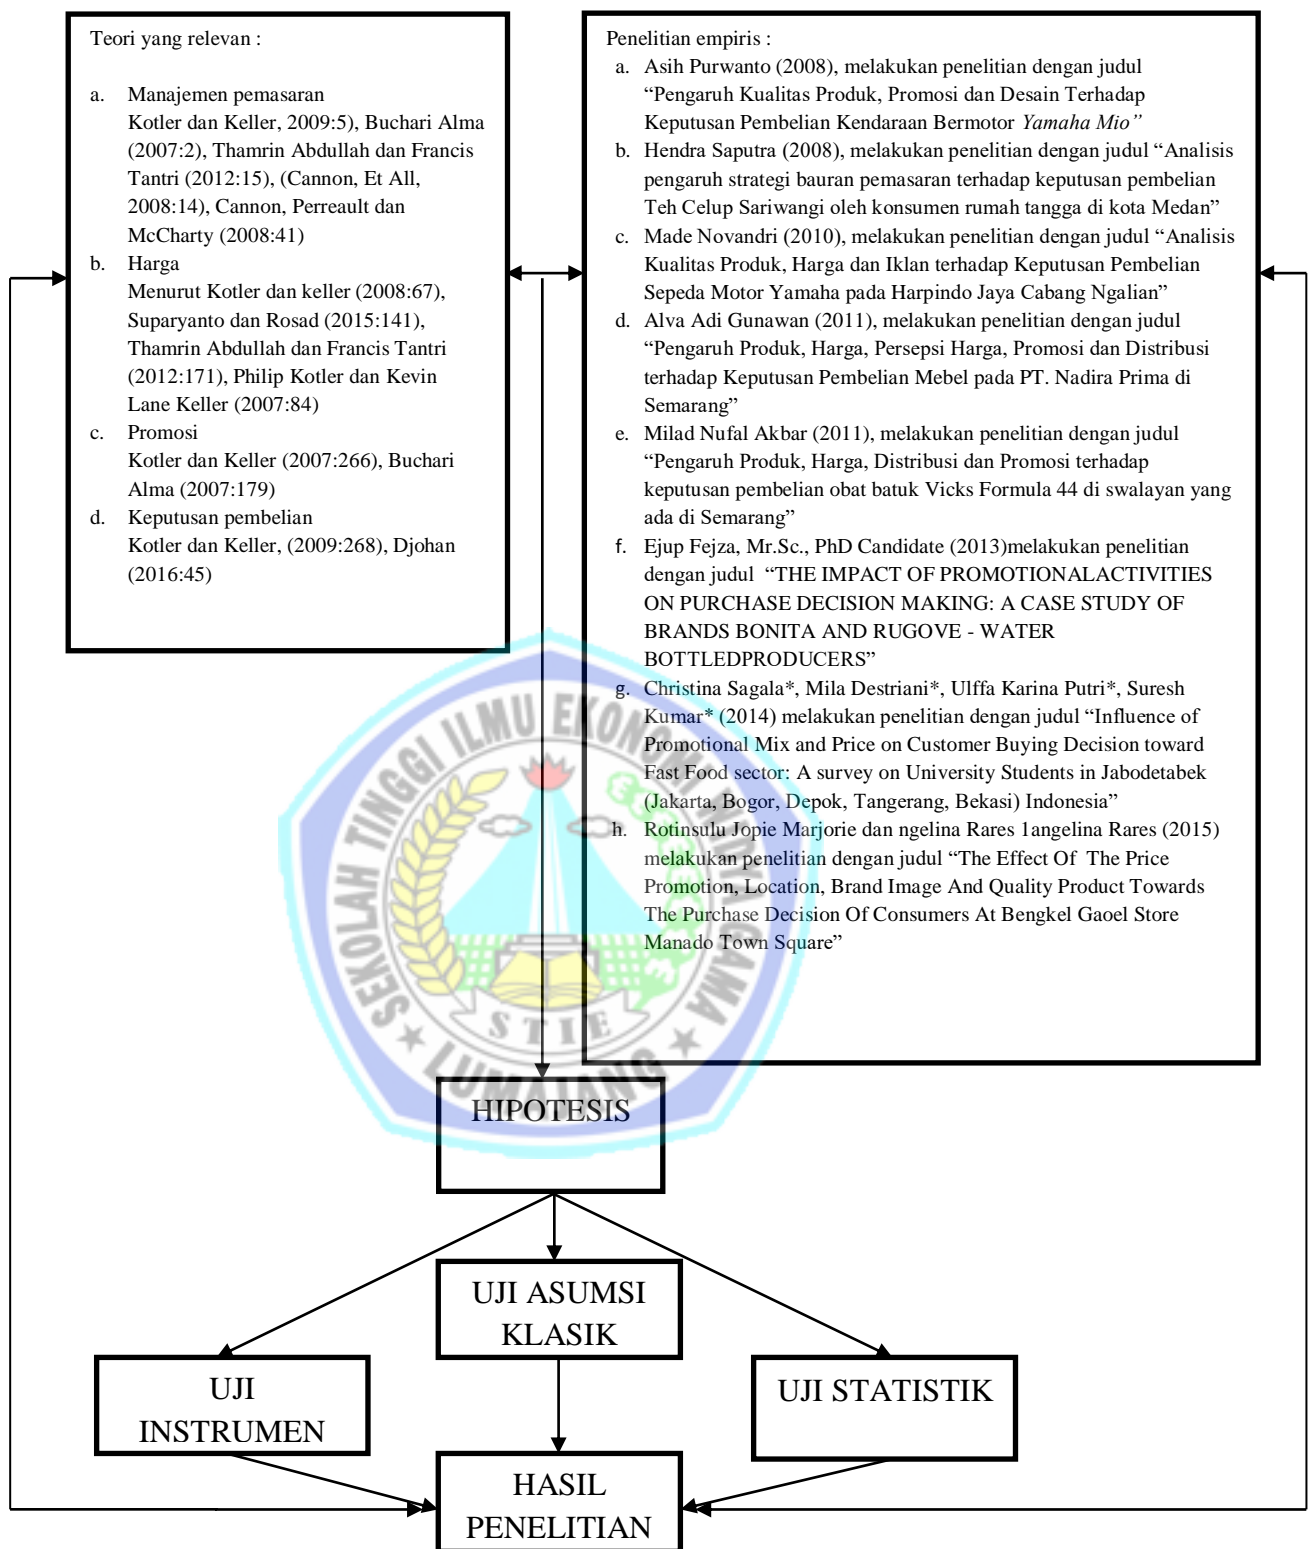 Teori yang relevan :
a. Manajemen pemasaran
Kotler dan Keller, 2009:5), Buchari Alma
(2007:2), Thamrin Abdullah dan Francis
Tantri (2012:15), (Cannon, Et All,
2008:14), Cannon, Perreault dan
McCharty (2008:41)
b. Harga
Menurut Kotler dan keller (2008:67),
Suparyanto dan Rosad (2015:141),
Thamrin Abdullah dan Francis Tantri
(2012:171), Philip Kotler dan Kevin
Lane Keller (2007:84)
c. Promosi
Kotler dan Keller (2007:266), Buchari
Alma (2007:179)
d. Keputusan pembelian
Kotler dan Keller, (2009:268), Djohan
(2016:45)
Penelitian empiris :
a. Asih Purwanto (2008), melakukan penelitian dengan judul
“Pengaruh Kualitas Produk, Promosi dan Desain Terhadap
Keputusan Pembelian Kendaraan Bermotor Yamaha Mio”
b. Hendra Saputra (2008), melakukan penelitian dengan judul “Analisis
pengaruh strategi bauran pemasaran terhadap keputusan pembelian
Teh Celup Sariwangi oleh konsumen rumah tangga di kota Medan”
c. Made Novandri (2010), melakukan penelitian dengan judul “Analisis
Kualitas Produk, Harga dan Iklan terhadap Keputusan Pembelian
Sepeda Motor Yamaha pada Harpindo Jaya Cabang Ngalian”
d. Alva Adi Gunawan (2011), melakukan penelitian dengan judul
“Pengaruh Produk, Harga, Persepsi Harga, Promosi dan Distribusi
terhadap Keputusan Pembelian Mebel pada PT. Nadira Prima di
Semarang”
e. Milad Nufal Akbar (2011), melakukan penelitian dengan judul
“Pengaruh Produk, Harga, Distribusi dan Promosi terhadap
keputusan pembelian obat batuk Vicks Formula 44 di swalayan yang
ada di Semarang”
f. Ejup Fejza, Mr.Sc., PhD Candidate (2013)melakukan penelitian
dengan judul “THE IMPACT OF PROMOTIONALACTIVITIES
ON PURCHASE DECISION MAKING: A CASE STUDY OF
BRANDS BONITA AND RUGOVE - WATER
BOTTLEDPRODUCERS”
g. Christina Sagala*, Mila Destriani*, Ulffa Karina Putri*, Suresh
Kumar* (2014) melakukan penelitian dengan judul “Influence of
Promotional Mix and Price on Customer Buying Decision toward
Fast Food sector: A survey on University Students in Jabodetabek
(Jakarta, Bogor, Depok, Tangerang, Bekasi) Indonesia”
h. Rotinsulu Jopie Marjorie dan ngelina Rares 1angelina Rares (2015)
melakukan penelitian dengan judul “The Effect Of The Price
Promotion, Location, Brand Image And Quality Product Towards
The Purchase Decision Of Consumers At Bengkel Gaoel Store
Manado Town Square”
SEKOLAH TINGGI ILMU EKONOMI WIDYA GAMA
STIE
LUMAJANG
HIPOTESIS
UJI ASUMSI
KLASIK
UJI
INSTRUMEN
UJI STATISTIK
HASIL
PENELITIAN